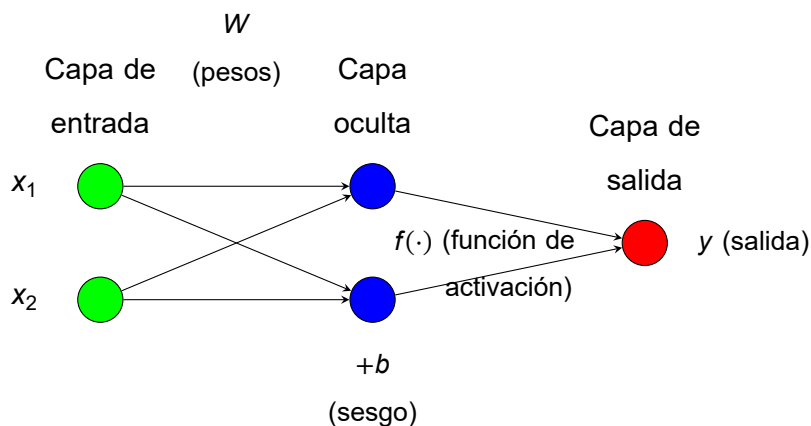 W
(pesos)
Capa de
entrada
Capa
oculta
Capa de
salida
x₁
x₂
f(·) (función de
activación)
y (salida)
+b
(sesgo)